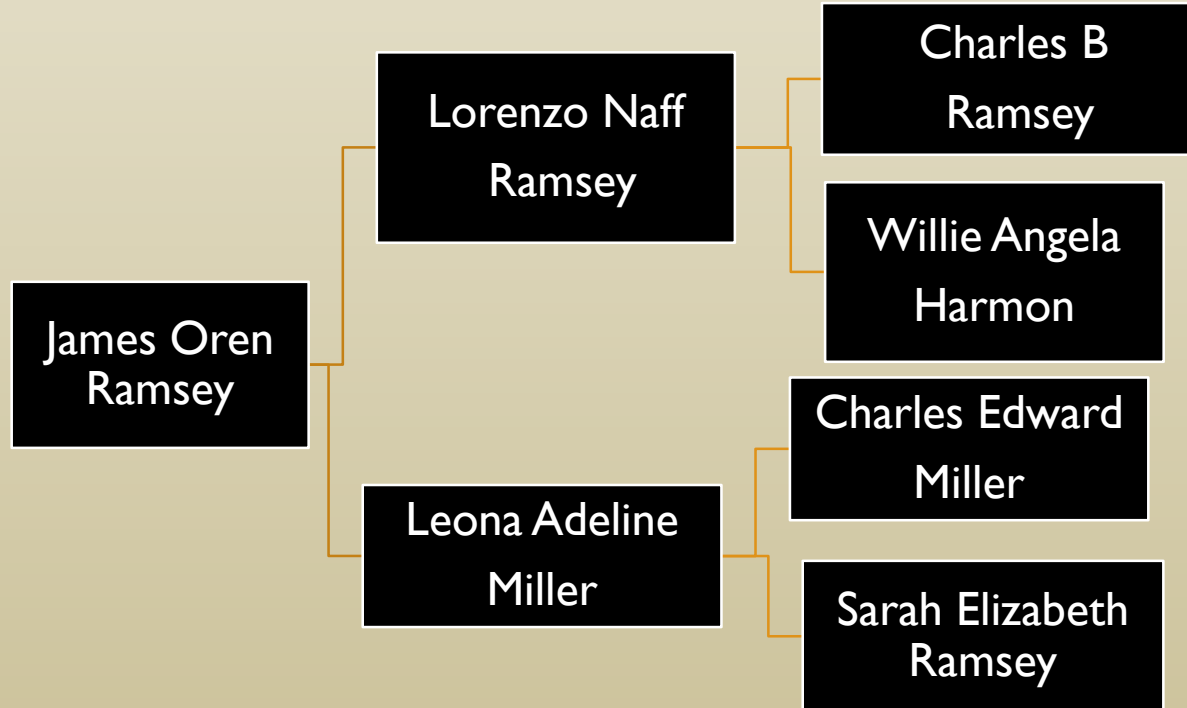 James Oren
Ramsey
Lorenzo Naff
Ramsey
Charles B
Ramsey
Willie Angela
Harmon
Leona Adeline
Miller
Charles Edward
Miller
Sarah Elizabeth
Ramsey